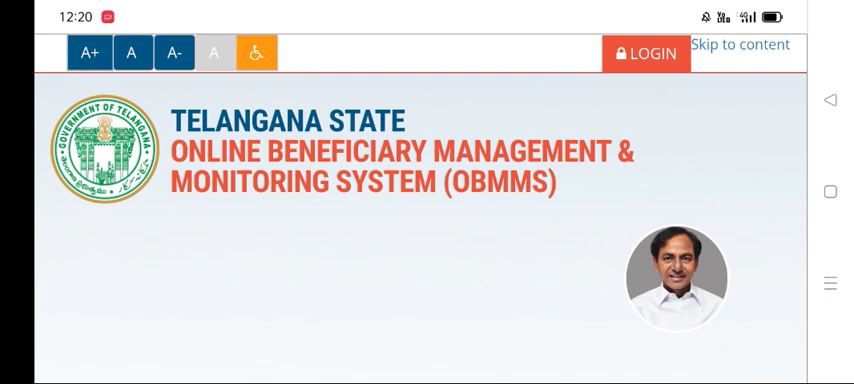 12:20
A+ A A- A
LOGIN
Skip to content
GOVERNMENT OF TELANGANA
TELANGANA STATE
ONLINE BENEFICIARY MANAGEMENT &
MONITORING SYSTEM (OBMMS)